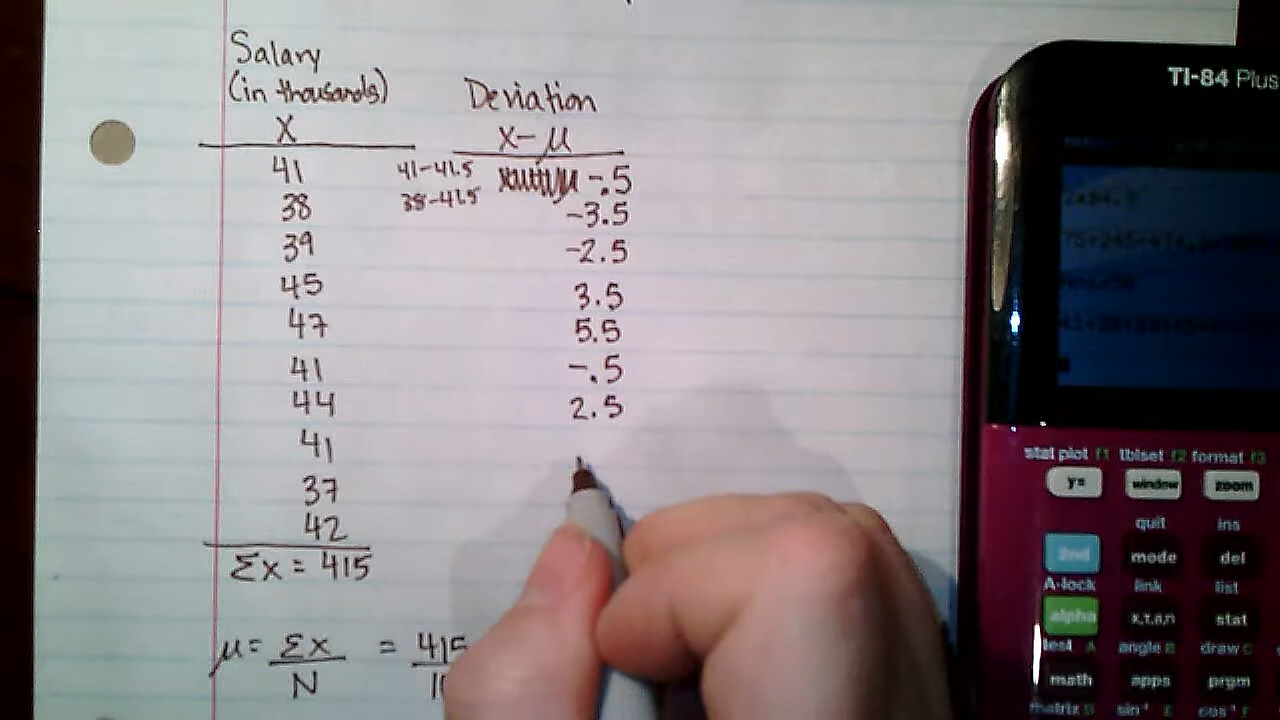 Salary
(in thousands) Deviation
X X-μ
41 41-41.5 -.5
38 38-41.5 -3.5
39 -2.5
45 3.5
47 5.5
41 -.5
44 2.5
41
37
42
Σx = 415
μ= Σx = 415
N
TI-84 Plus
stat plot f1 tblset f2 format f3
y= window zoom
quit ins
2nd mode del
A-lock link list
alpha x,t,θ,n stat
test A angle B draw C
math apps prgm